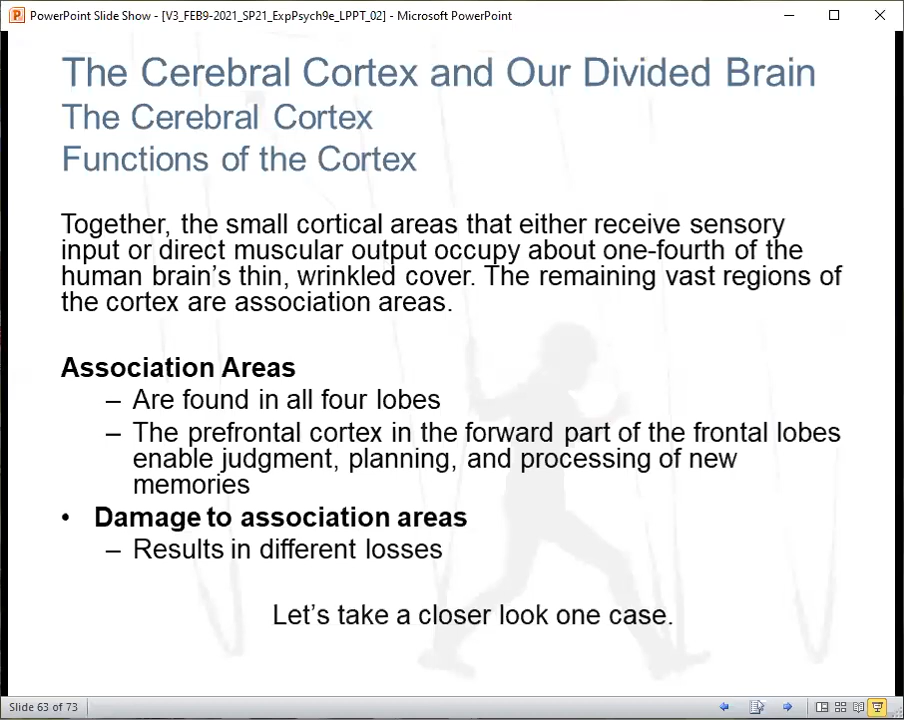 PowerPoint Slide Show - [V3_FEB9-2021_SP21_ExpPsych9e_LPPT_02] - Microsoft PowerPoint
The Cerebral Cortex and Our Divided Brain
The Cerebral Cortex
Functions of the Cortex
Together, the small cortical areas that either receive sensory
input or direct muscular output occupy about one-fourth of the
human brain's thin, wrinkled cover. The remaining vast regions of
the cortex are association areas.
Association Areas
– Are found in all four lobes
– The prefrontal cortex in the forward part of the frontal lobes
enable judgment, planning, and processing of new
memories
• Damage to association areas
– Results in different losses
Let's take a closer look one case.
Slide 63 of 73